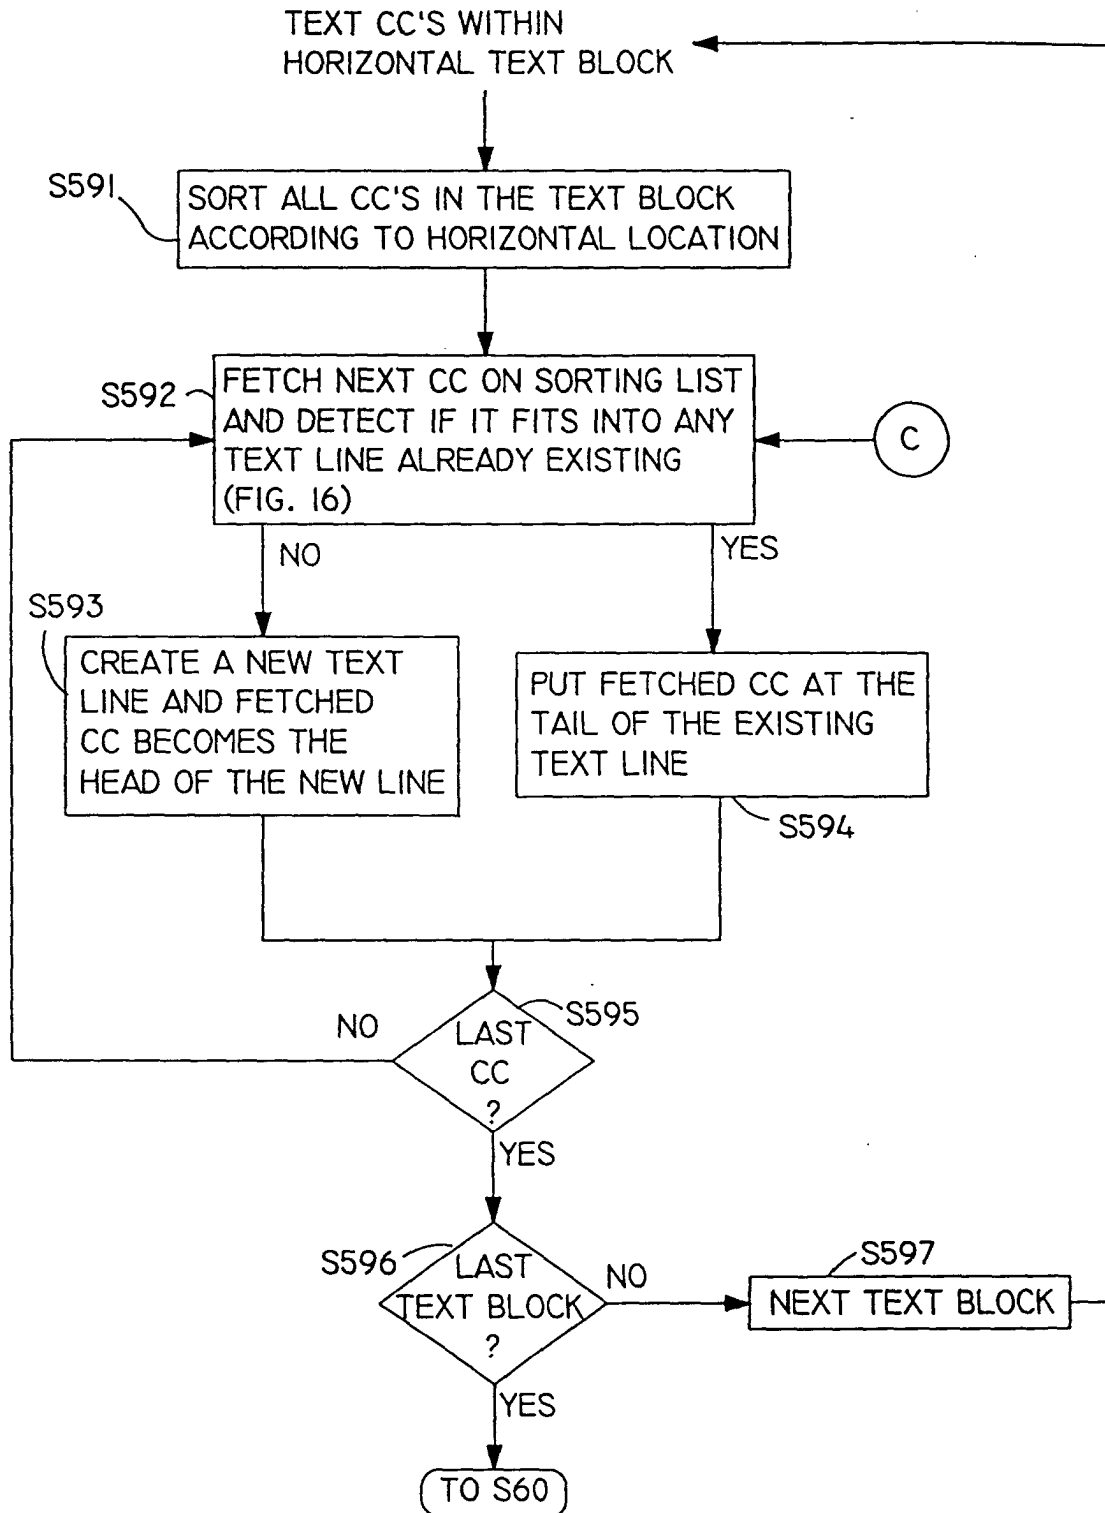 TEXT CC'S WITHIN
HORIZONTAL TEXT BLOCK
S591
SORT ALL CC'S IN THE TEXT BLOCK
ACCORDING TO HORIZONTAL LOCATION
S592
FETCH NEXT CC ON SORTING LIST
AND DETECT IF IT FITS INTO ANY
TEXT LINE ALREADY EXISTING
(FIG. 16)
C
NO
YES
S593
CREATE A NEW TEXT
LINE AND FETCHED
CC BECOMES THE
HEAD OF THE NEW LINE
PUT FETCHED CC AT THE
TAIL OF THE EXISTING
TEXT LINE
S594
S595
NO
LAST
CC
?
YES
S596
LAST
TEXT BLOCK
?
NO
S597
NEXT TEXT BLOCK
YES
TO S60